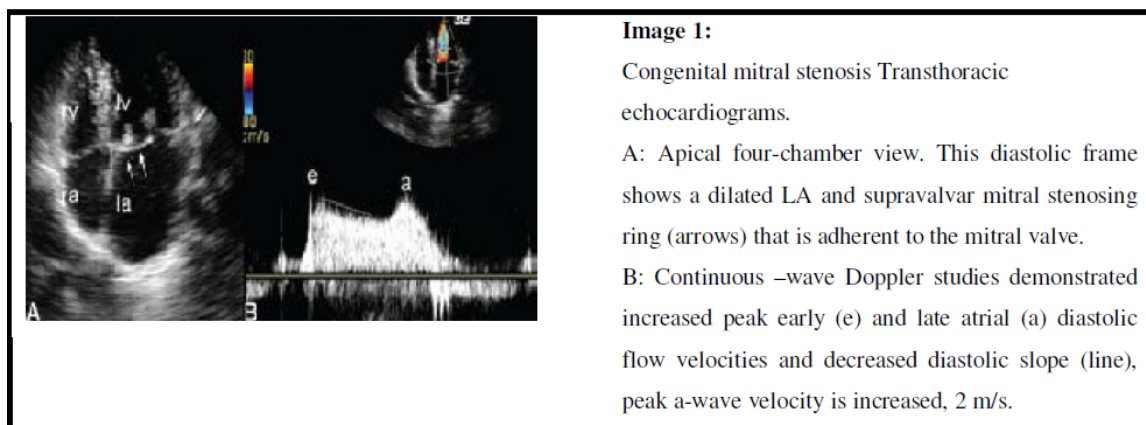 rv
lv
ra
la
A
e
a
cm/s
B
Image 1:
Congenital mitral stenosis Transthoracic
echocardiograms.
A: Apical four-chamber view. This diastolic frame
shows a dilated LA and supravalvar mitral stenosing
ring (arrows) that is adherent to the mitral valve.
B: Continuous –wave Doppler studies demonstrated
increased peak early (e) and late atrial (a) diastolic
flow velocities and decreased diastolic slope (line),
peak a-wave velocity is increased, 2 m/s.